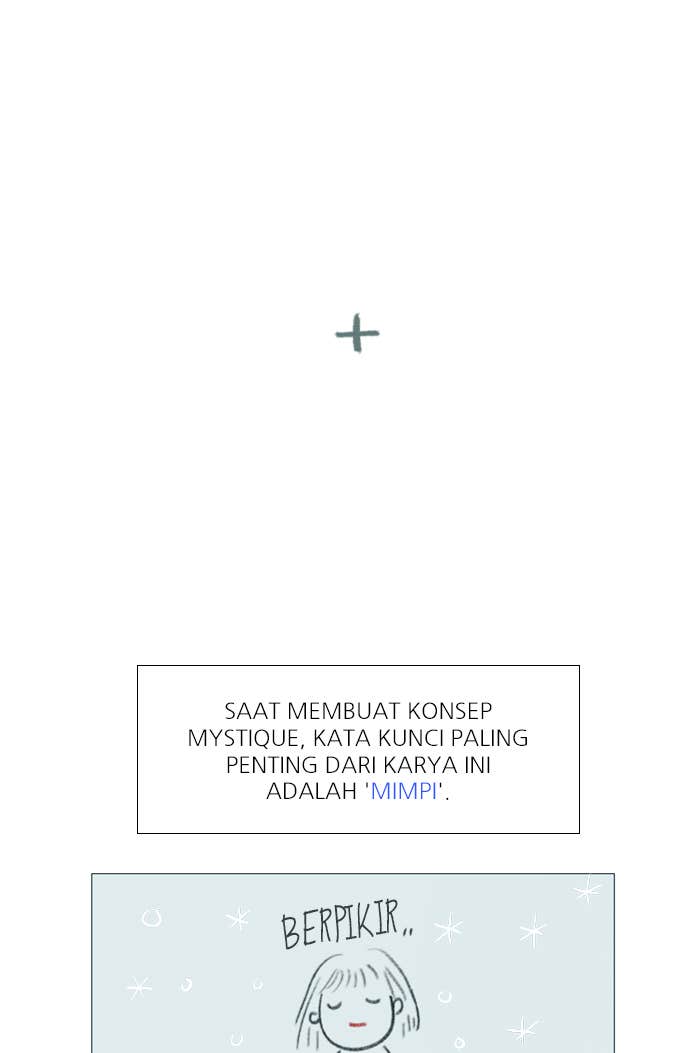 SAAT MEMBUAT KONSEP
MYSTIQUE, KATA KUNCI PALING
PENTING DARI KARYA INI
ADALAH 'MIMPI'.
BERPIKIR..